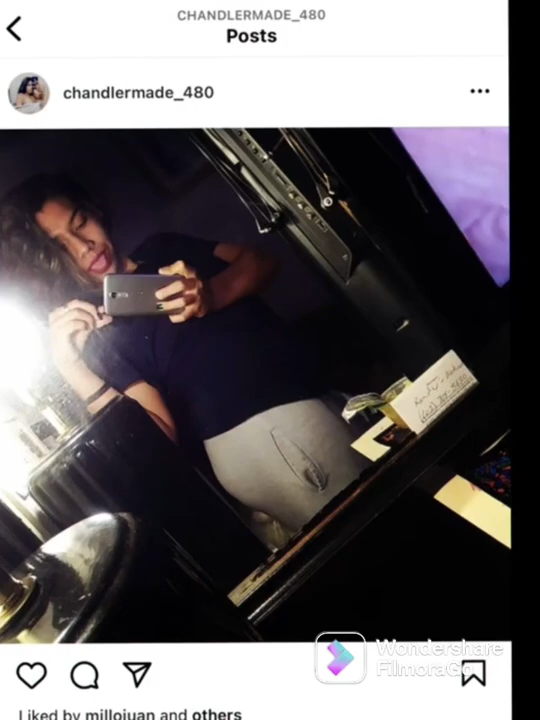 CHANDLERMADE_480
Posts
chandlermade_480
Wondershare
FilmoraGo
Liked by millojuan and others